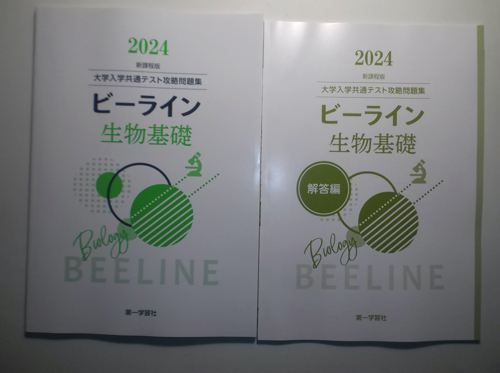 2024
新課程版
大学入学共通テスト攻略問題集
ビーライン
生物基礎
Biology
BEELINE
第一学習社
2024
新課程版
大学入学共通テスト攻略問題集
ビーライン
生物基礎
解答編
Biology
BEELINE
第一学習社